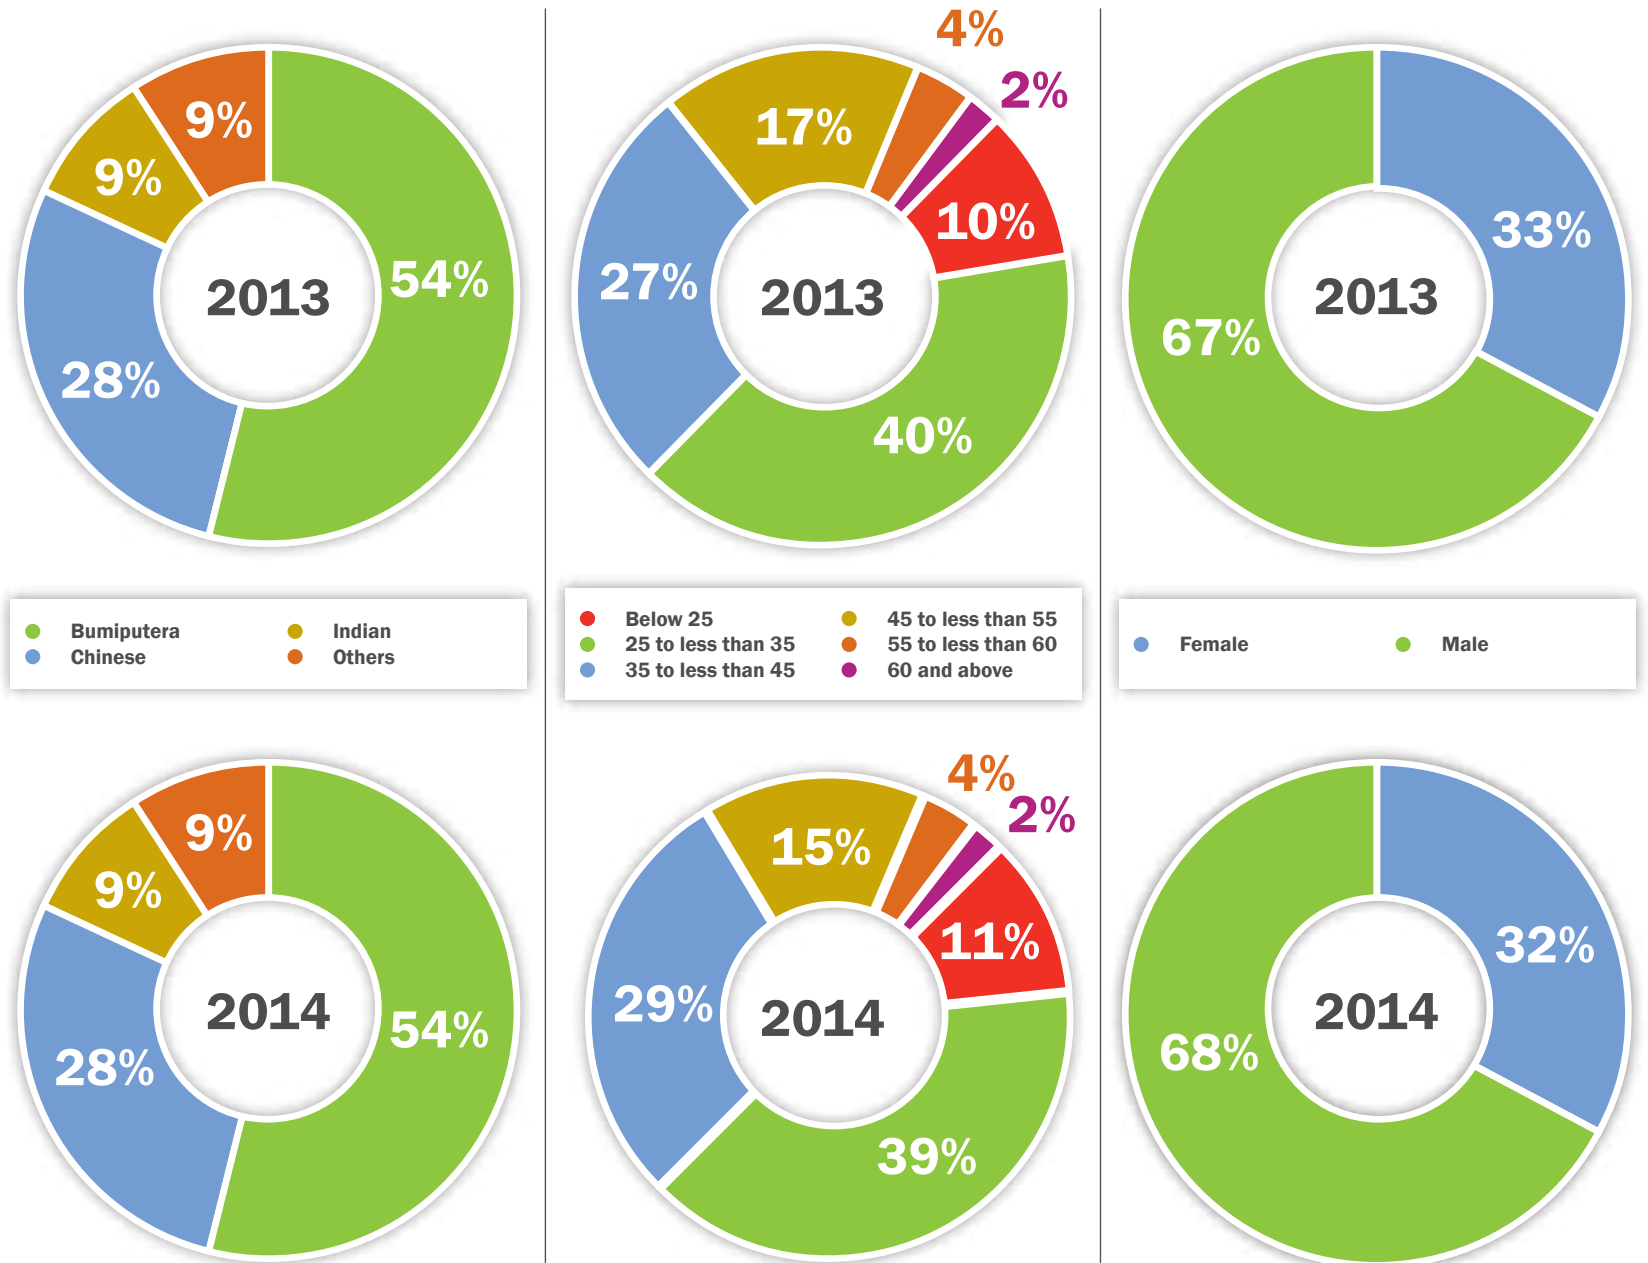 9%
9%
54%
28%
2013
Bumiputera
Chinese
Indian
Others
9%
9%
54%
28%
2014
4%
2%
17%
10%
27%
40%
2013
Below 25
25 to less than 35
35 to less than 45
45 to less than 55
55 to less than 60
60 and above
4%
2%
15%
11%
29%
39%
2014
33%
67%
2013
Female
Male
32%
68%
2014